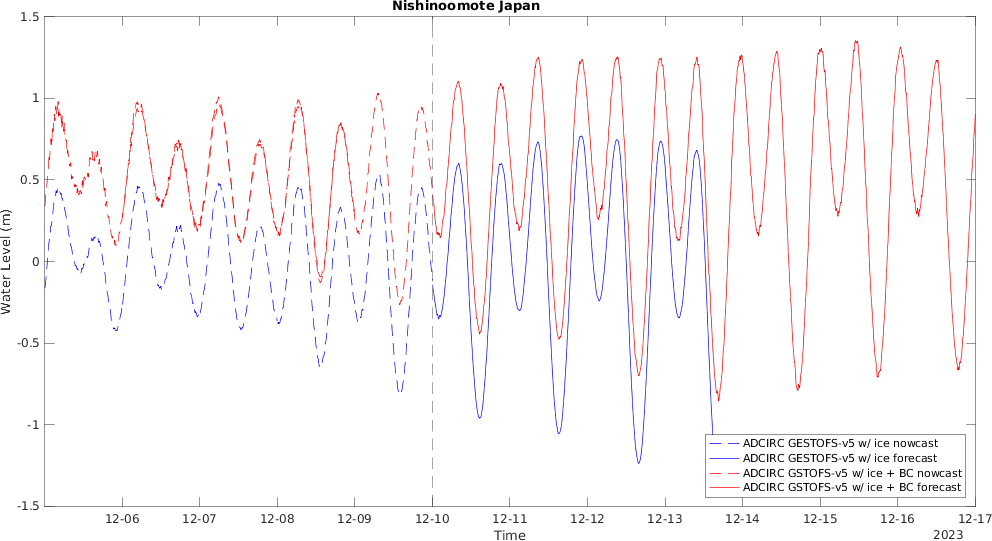 Nishinoomote Japan
1.5
1
0.5
0
-0.5
-1
-1.5
Water Level (m)
12-06 12-07 12-08 12-09 12-10 12-11 12-12 12-13 12-14 12-15 12-16 12-17
Time
2023
ADCIRC GESTOFS-v5 w/ ice nowcast
ADCIRC GESTOFS-v5 w/ ice forecast
ADCIRC GSTOFS-v5 w/ ice + BC nowcast
ADCIRC GSTOFS-v5 w/ ice + BC forecast